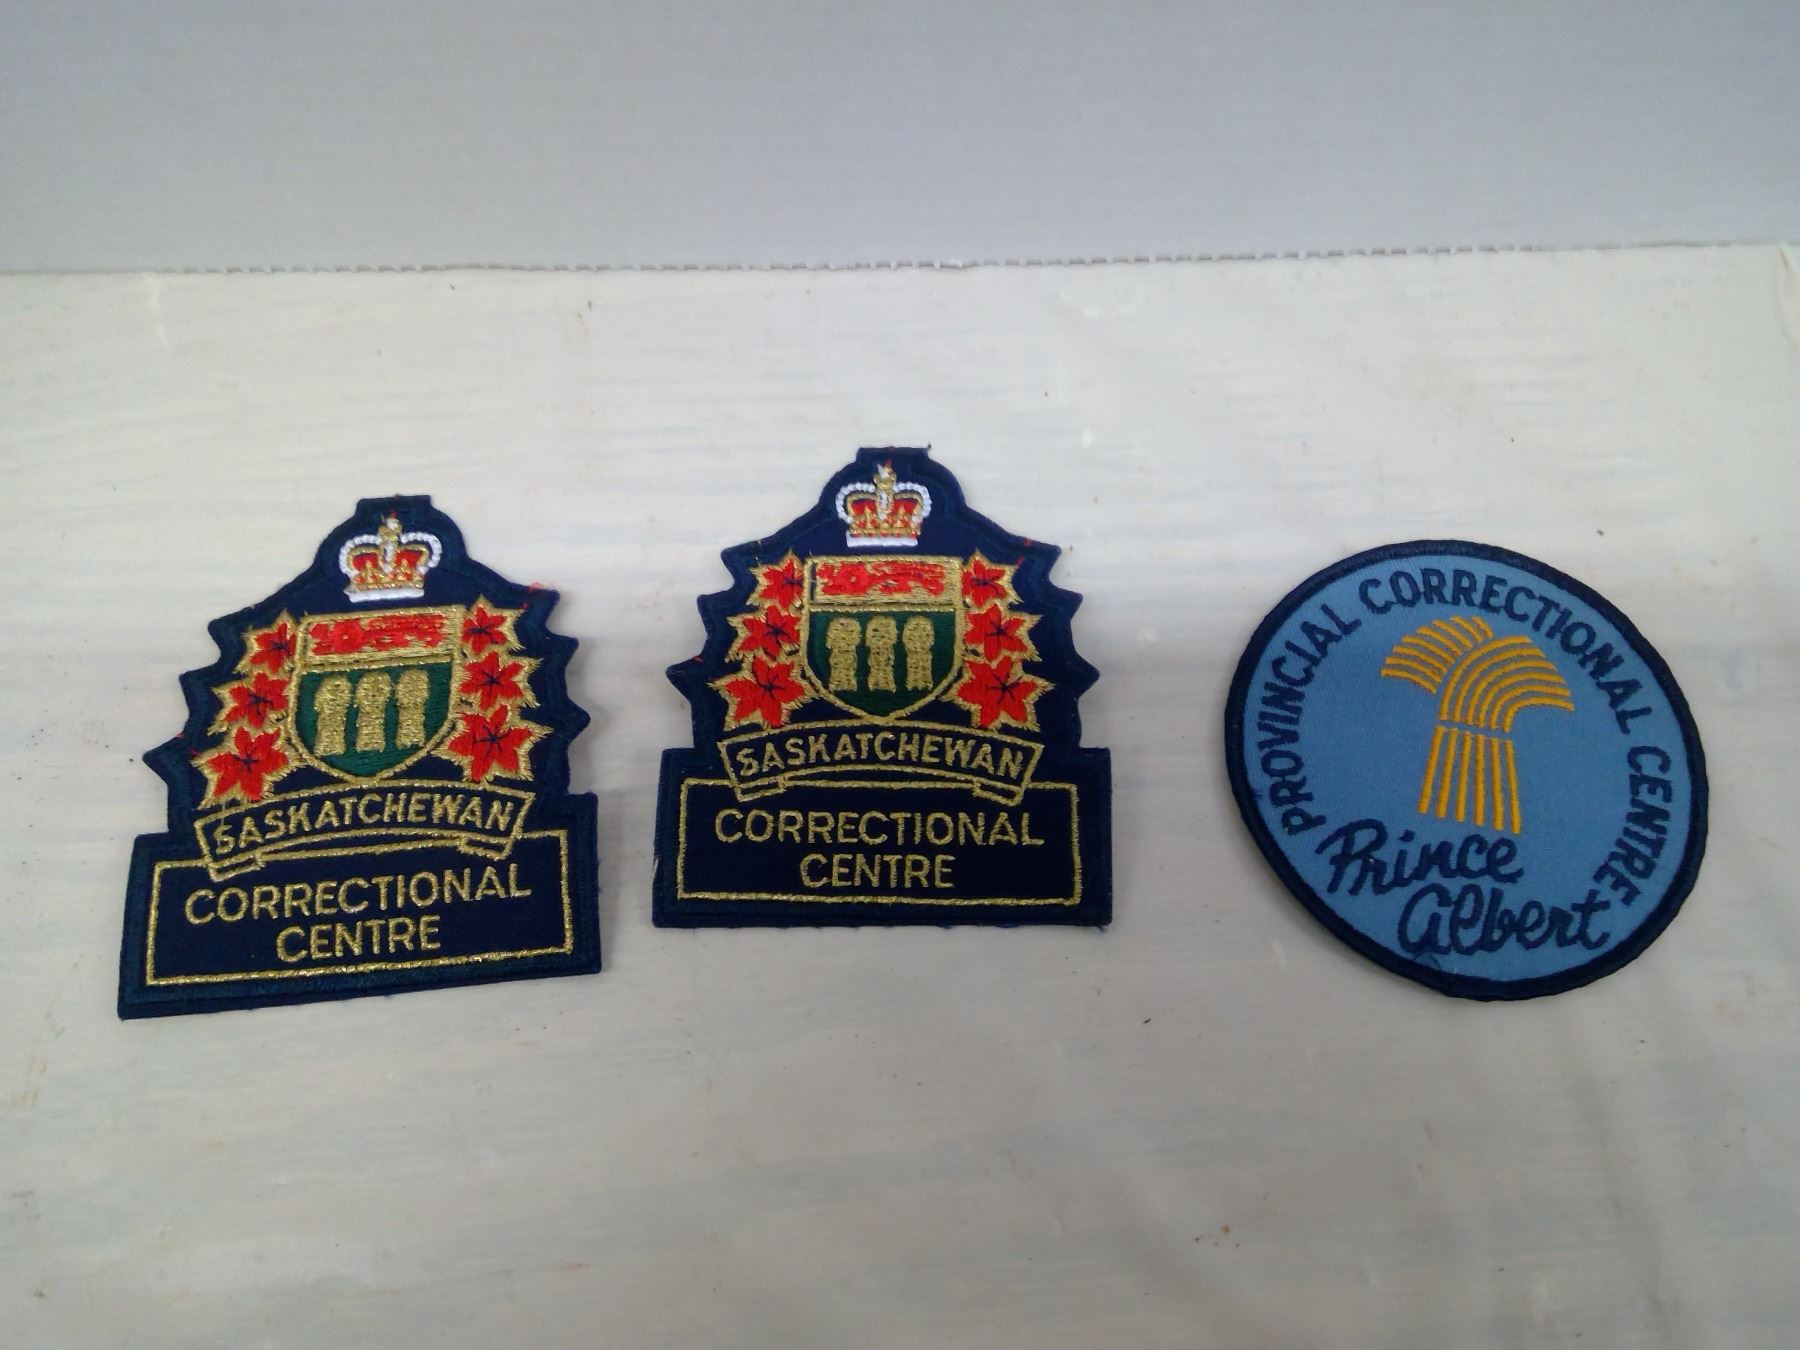 SASKATCHEWAN
CORRECTIONAL
CENTRE
SASKATCHEWAN
CORRECTIONAL
CENTRE
PROVINCIAL CORRECTIONAL CENTRE
Prince
Albert